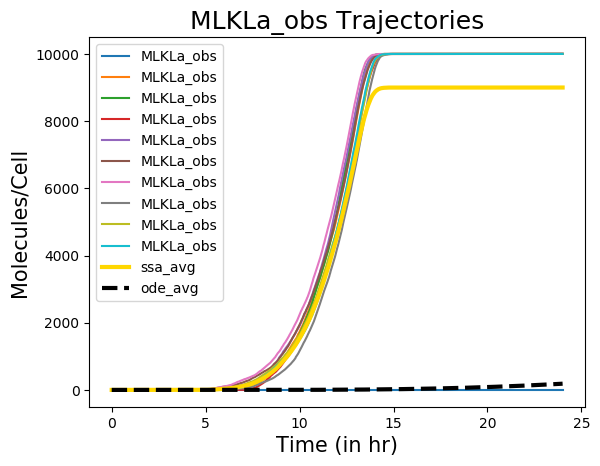 MLKLa_obs Trajectories
Molecules/Cell
10000
8000
6000
4000
2000
0
MLKLa_obs
MLKLa_obs
MLKLa_obs
MLKLa_obs
MLKLa_obs
MLKLa_obs
MLKLa_obs
MLKLa_obs
MLKLa_obs
MLKLa_obs
ssa_avg
ode_avg
0 5 10 15 20 25
Time (in hr)